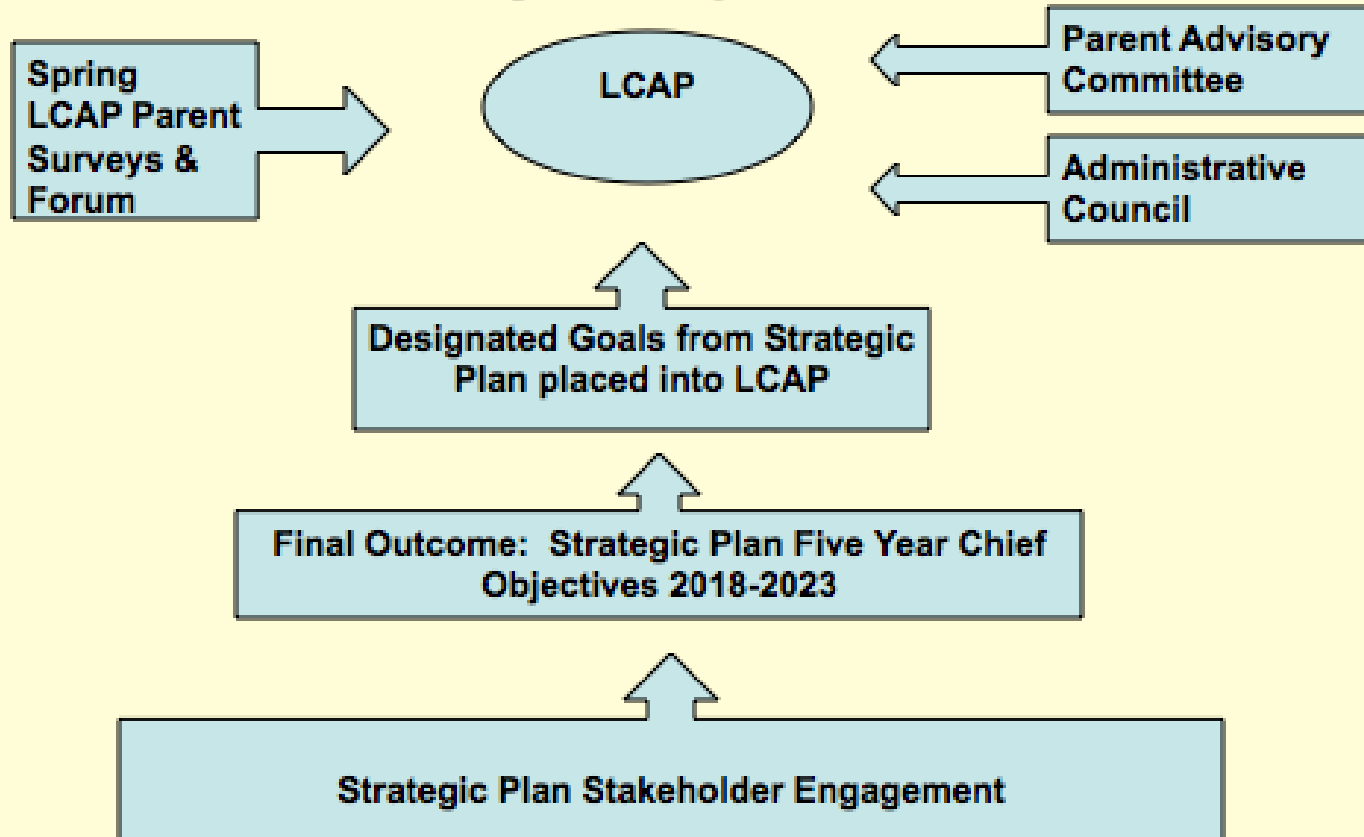 Spring
LCAP Parent
Surveys &
Forum
LCAP
Parent Advisory
Committee
Administrative
Council
Designated Goals from Strategic
Plan placed into LCAP
Final Outcome:  Strategic Plan Five Year Chief
Objectives 2018-2023
Strategic Plan Stakeholder Engagement